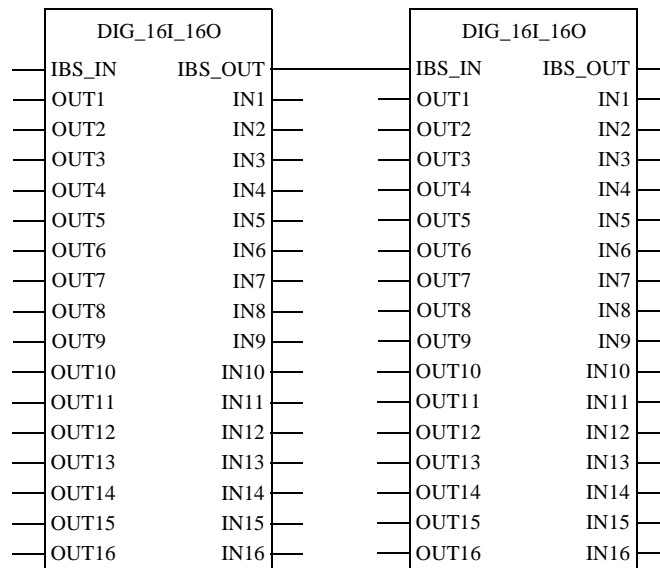 DIG_16I_16O DIG_16I_16O
IBS_IN IBS_OUT IBS_IN IBS_OUT
OUT1 IN1 OUT1 IN1
OUT2 IN2 OUT2 IN2
OUT3 IN3 OUT3 IN3
OUT4 IN4 OUT4 IN4
OUT5 IN5 OUT5 IN5
OUT6 IN6 OUT6 IN6
OUT7 IN7 OUT7 IN7
OUT8 IN8 OUT8 IN8
OUT9 IN9 OUT9 IN9
OUT10 IN10 OUT10 IN10
OUT11 IN11 OUT11 IN11
OUT12 IN12 OUT12 IN12
OUT13 IN13 OUT13 IN13
OUT14 IN14 OUT14 IN14
OUT15 IN15 OUT15 IN15
OUT16 IN16 OUT16 IN16